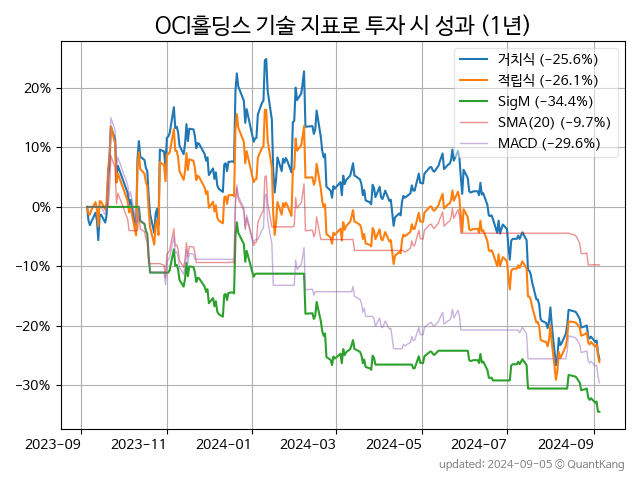 OCI홀딩스 기술 지표로 투자 시 성과 (1년)
거치식 (−25.6%)
적립식 (−26.1%)
SigM (−34.4%)
SMA(20) (−9.7%)
MACD (−29.6%)
20%
10%
0%
−10%
−20%
−30%
2023-09 2023-11 2024-01 2024-03 2024-05 2024-07 2024-09
updated: 2024-09-05 © QuantKang